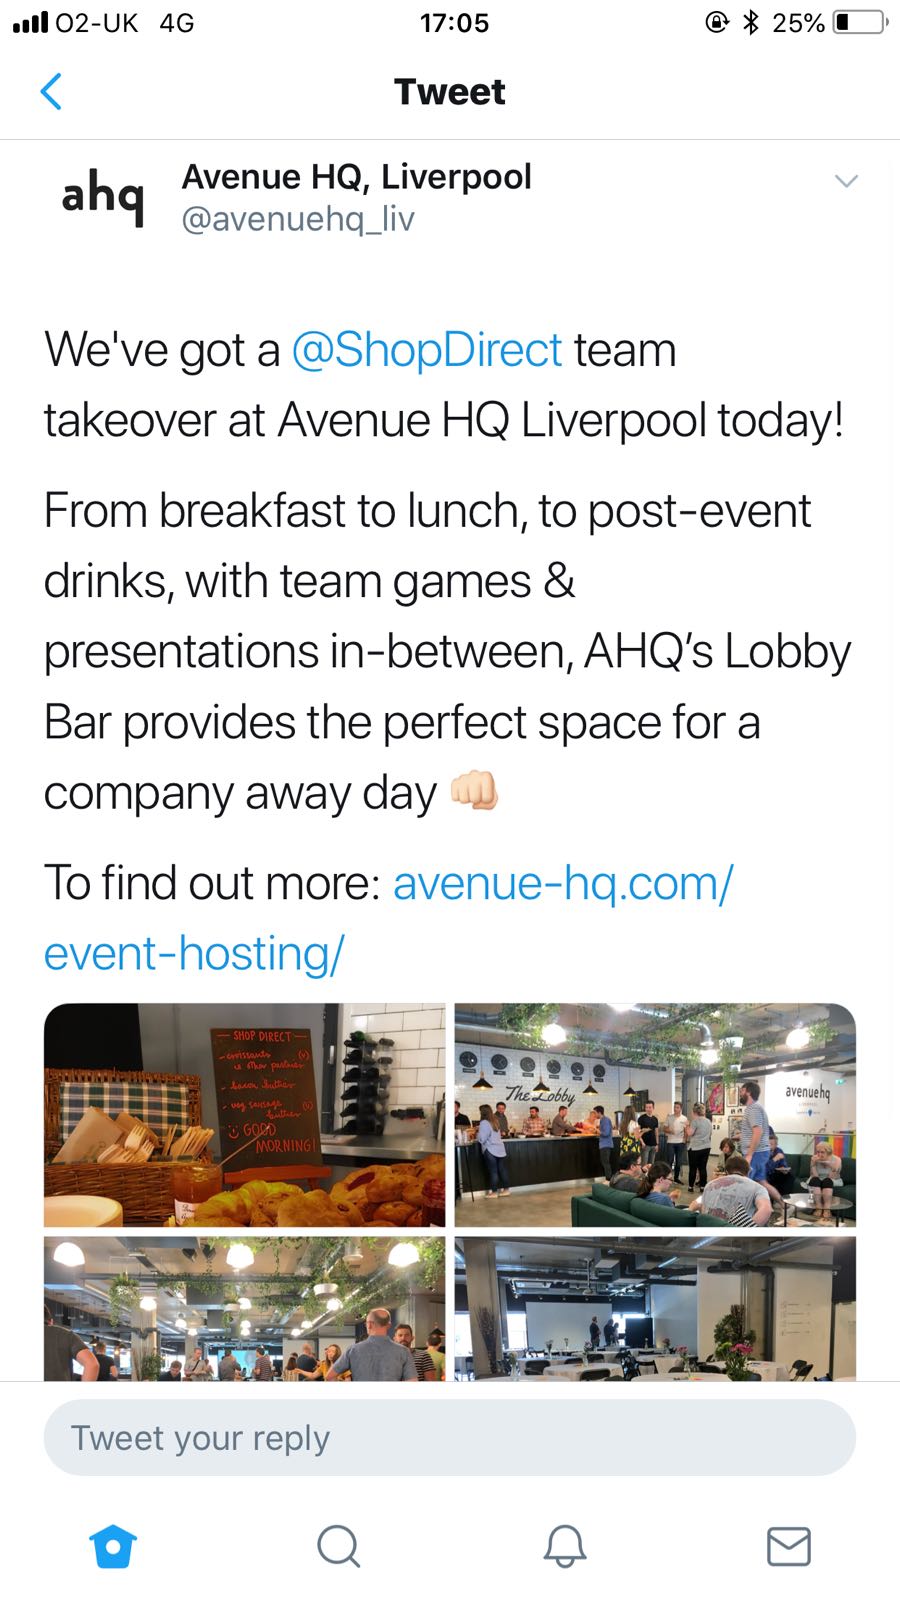 O2-UK 4G 17:05 25%
Tweet
ahq
Avenue HQ, Liverpool
@avenuehq_liv
We've got a @ShopDirect team
takeover at Avenue HQ Liverpool today!
From breakfast to lunch, to post-event
drinks, with team games &
presentations in-between, AHQ’s Lobby
Bar provides the perfect space for a
company away day 👊🏻
To find out more: avenue-hq.com/
event-hosting/
— SHOP DIRECT —
- croissants (v)
& other pastries
- bacon butties
- veg sausage (v)
butties
GOOD
MORNING!
The Lobby
avenuehq
Tweet your reply